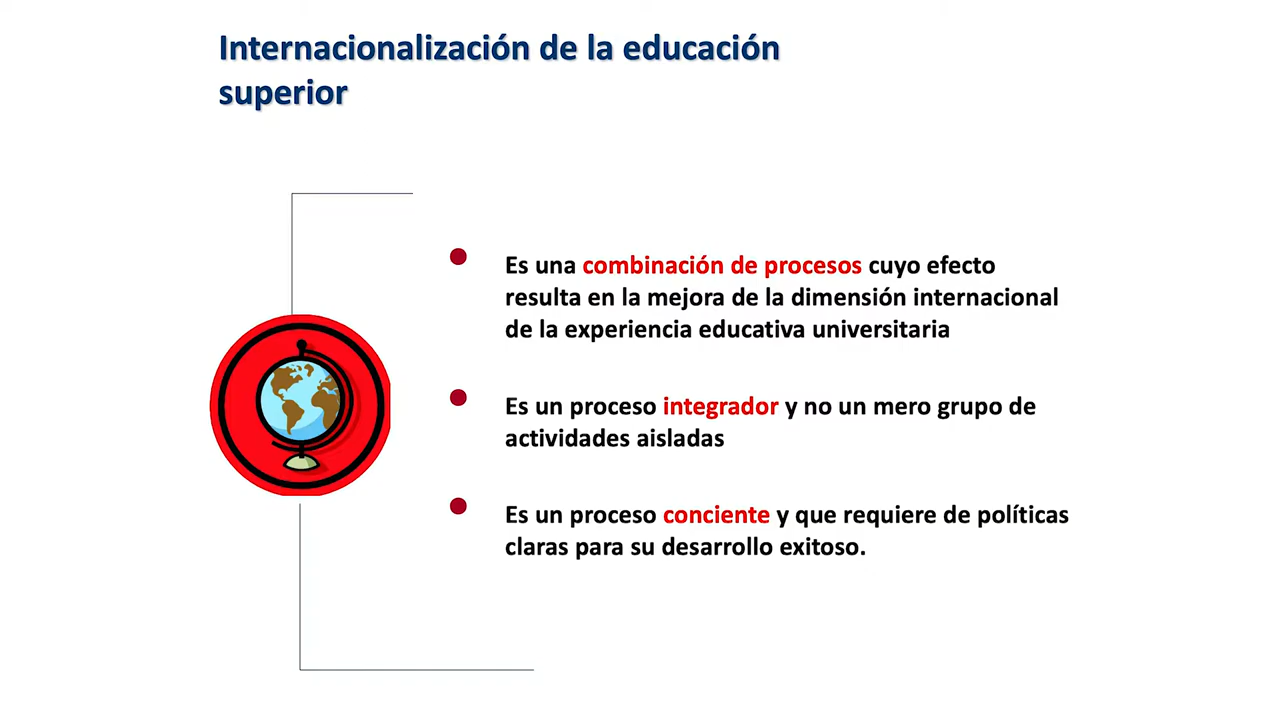 Internacionalización de la educación
superior
Es una combinación de procesos cuyo efecto
resulta en la mejora de la dimensión internacional
de la experiencia educativa universitaria
Es un proceso integrador y no un mero grupo de
actividades aisladas
Es un proceso conciente y que requiere de políticas
claras para su desarrollo exitoso.